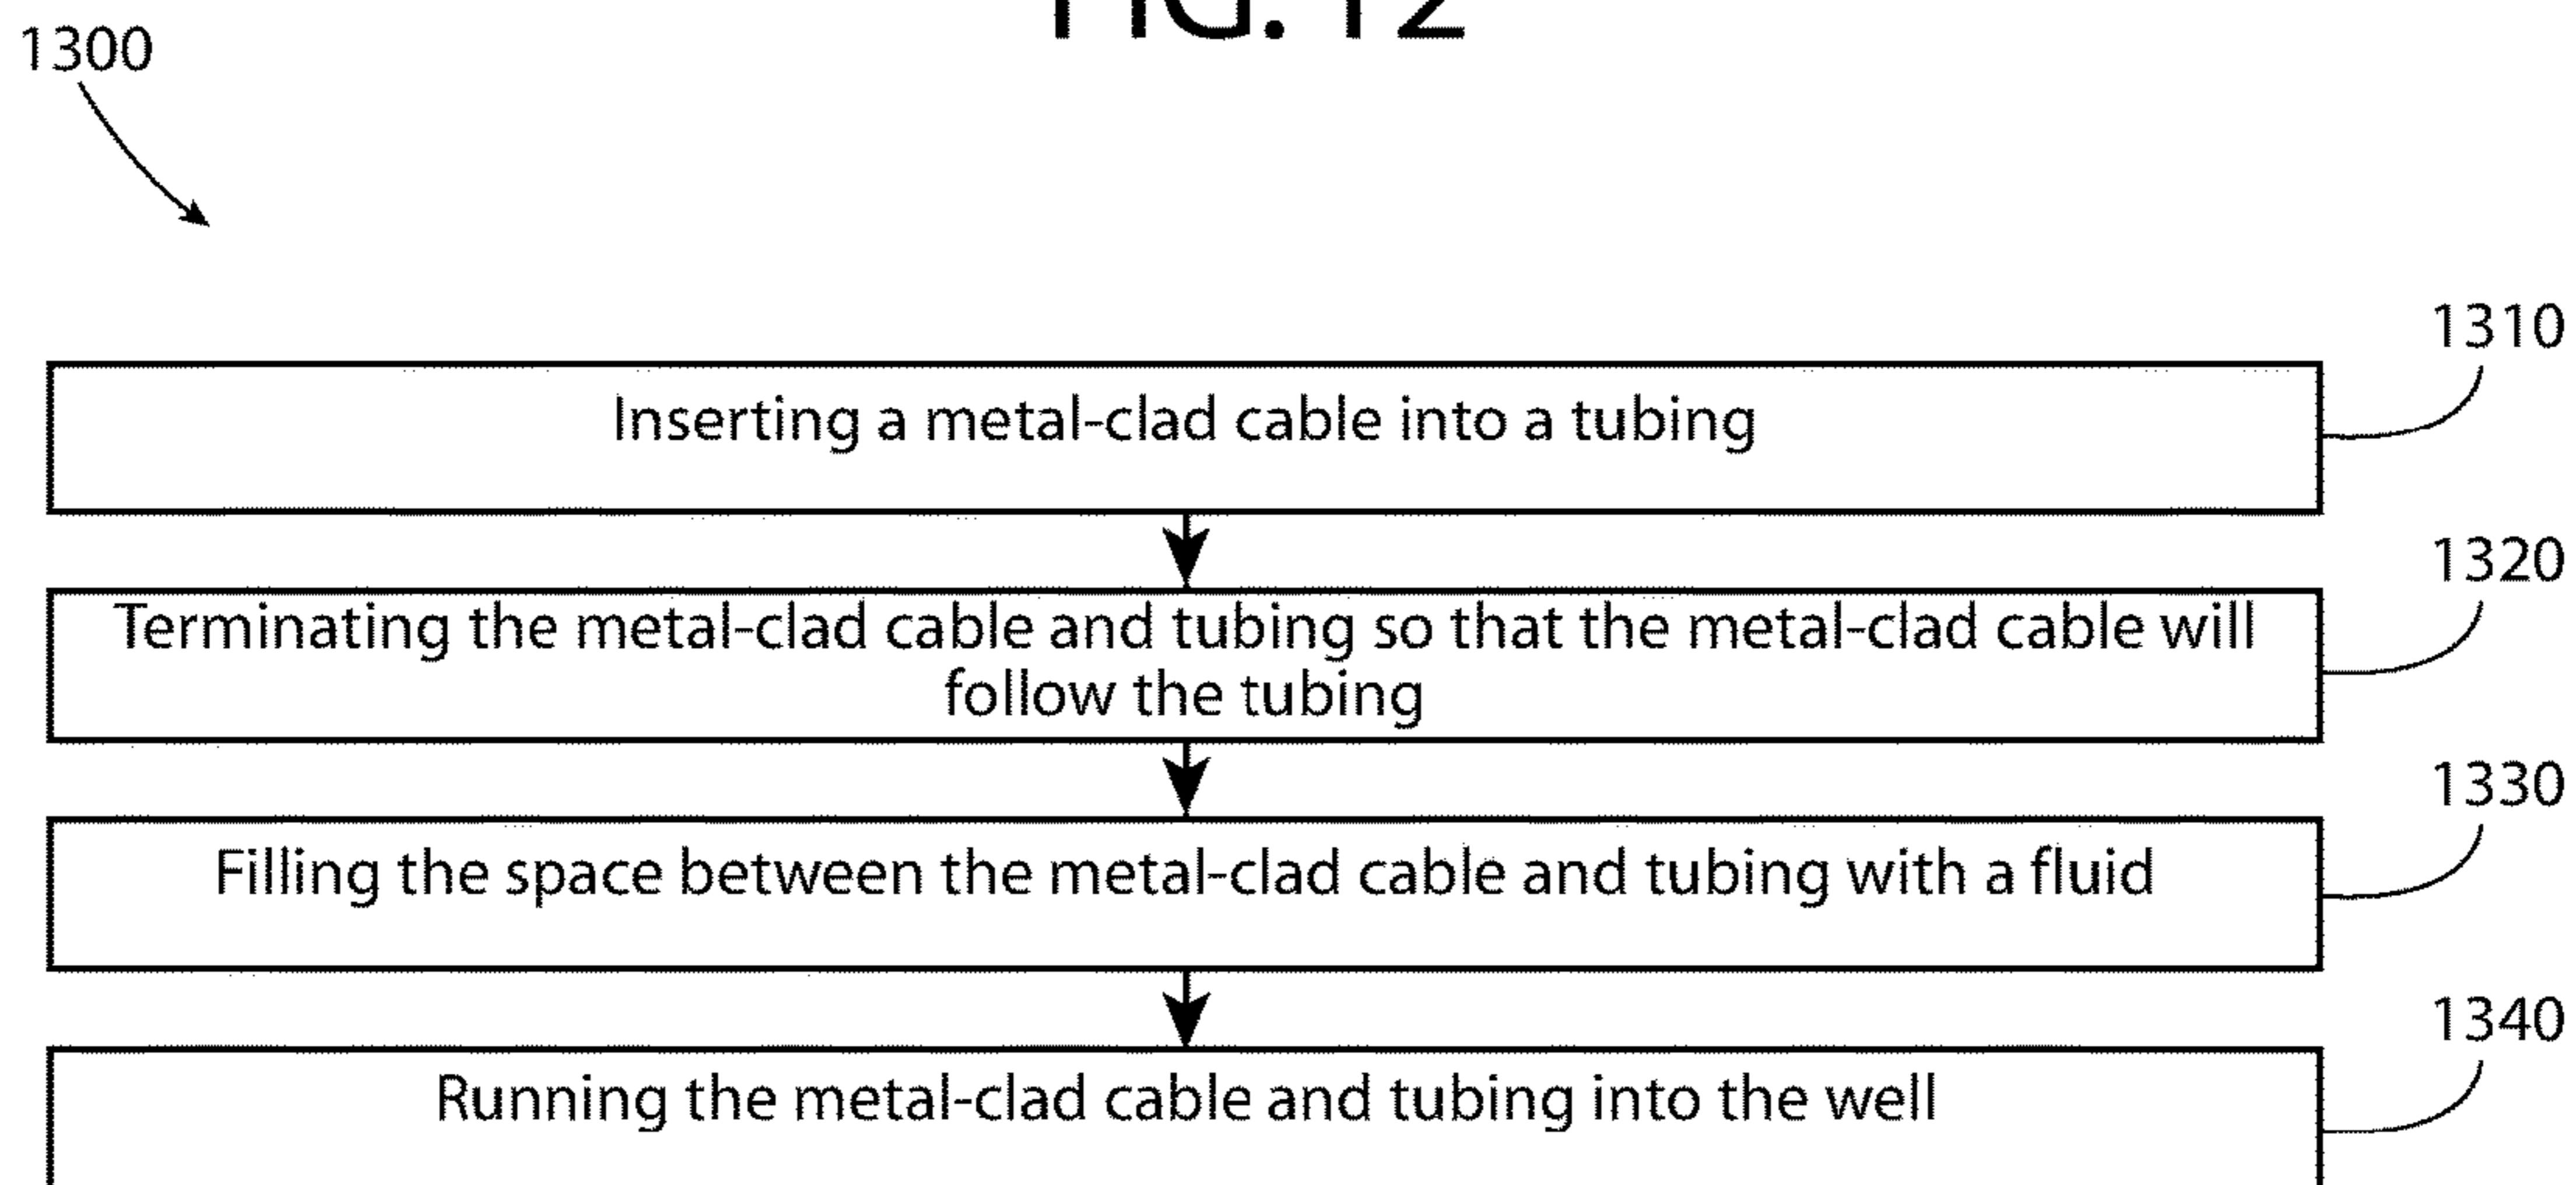 FIG. 12
1300
1310
Inserting a metal-clad cable into a tubing
1320
Terminating the metal-clad cable and tubing so that the metal-clad cable will
follow the tubing
1330
Filling the space between the metal-clad cable and tubing with a fluid
1340
Running the metal-clad cable and tubing into the well